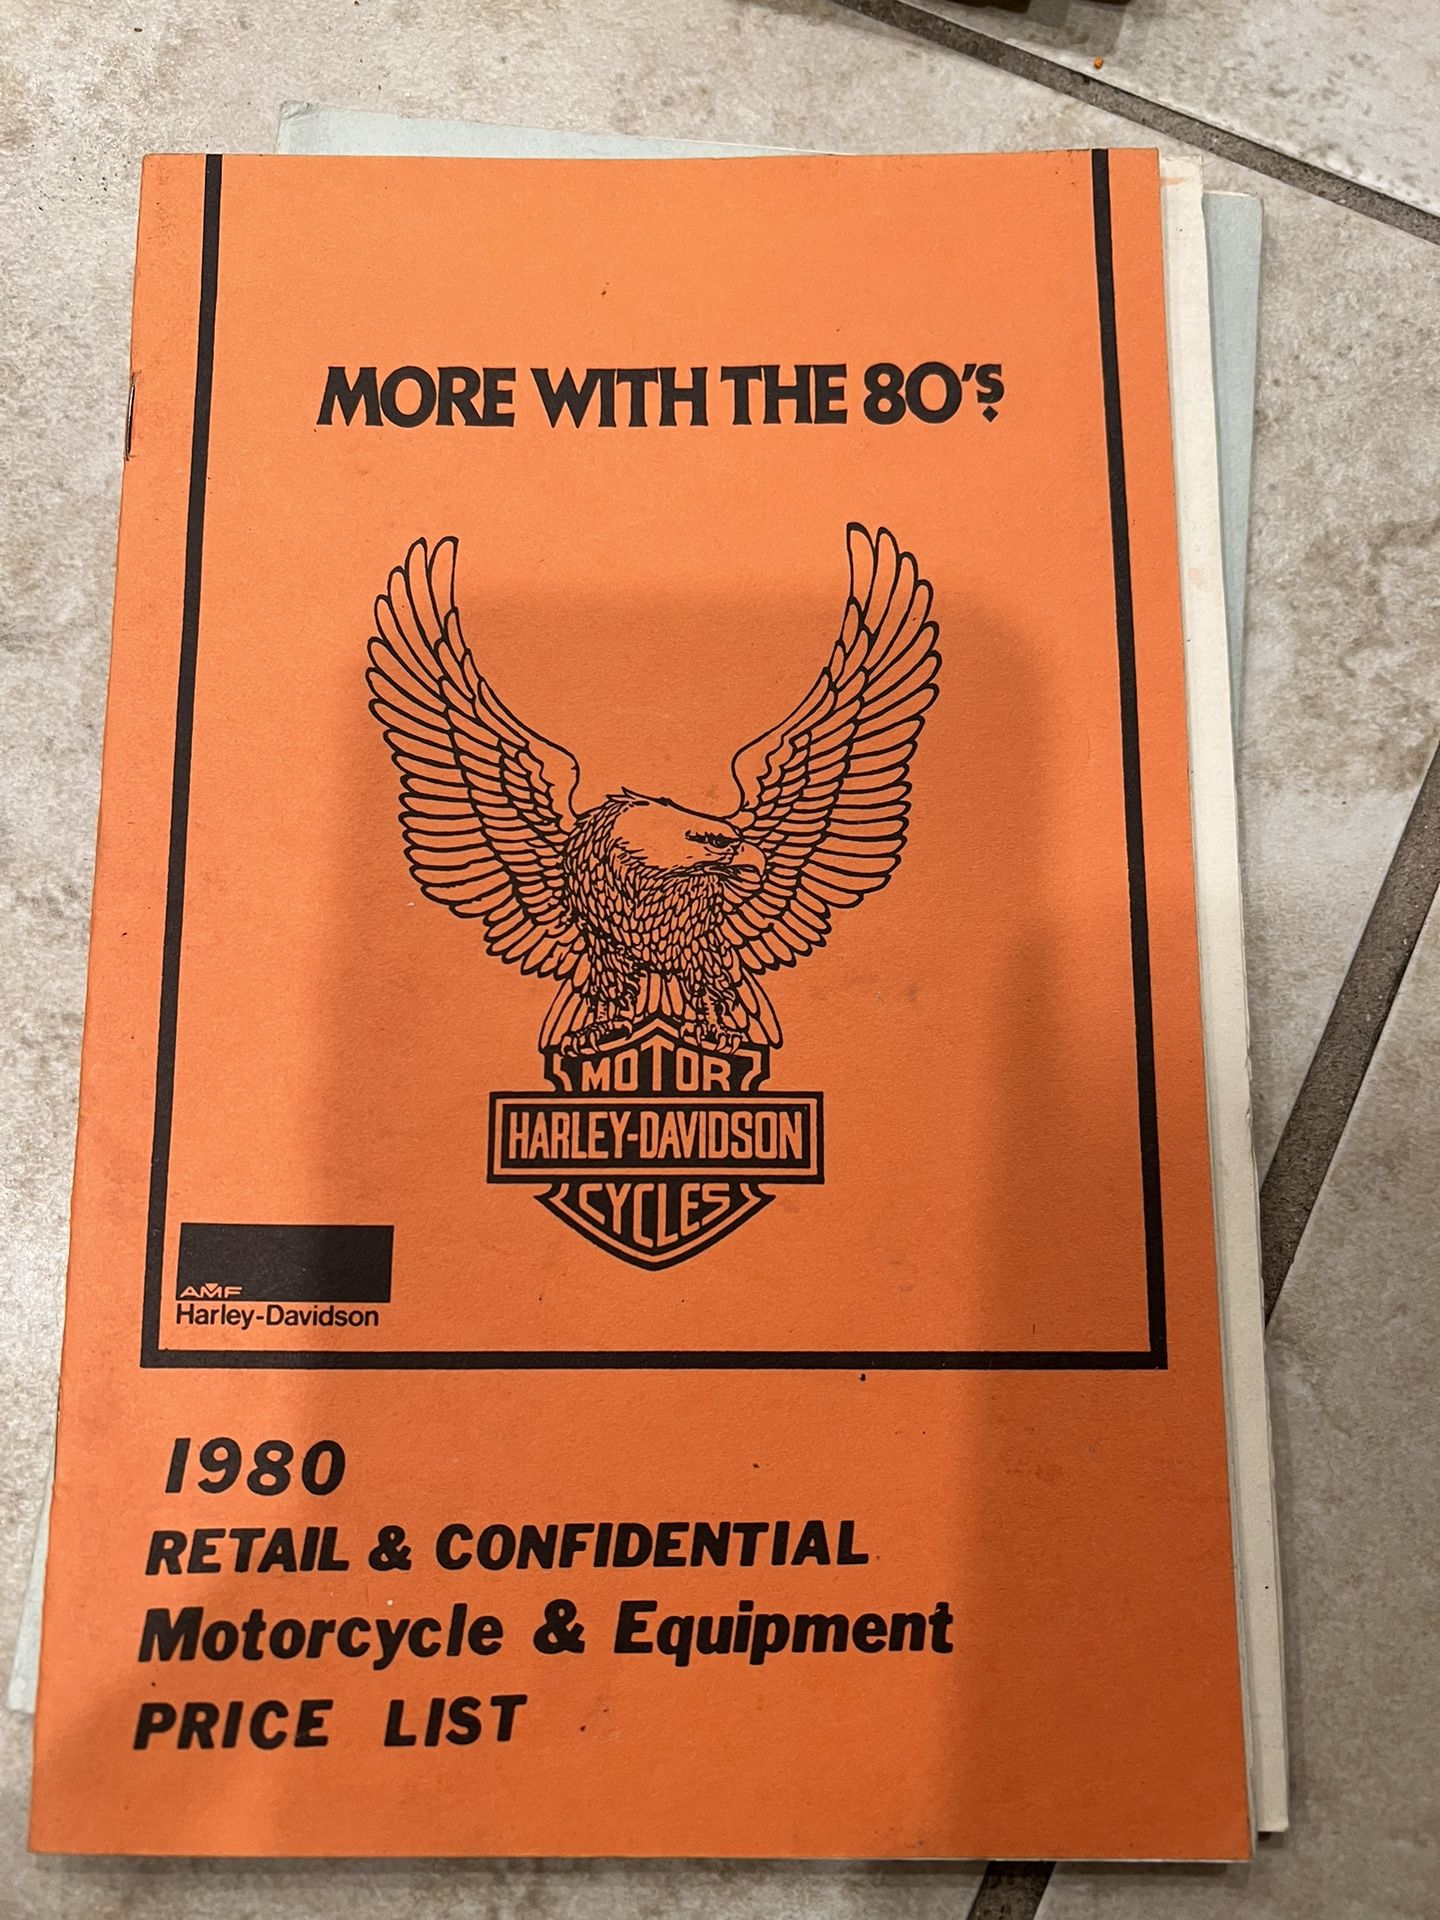 MORE WITH THE 80's
MOTOR
HARLEY-DAVIDSON
CYCLES
AMF
Harley-Davidson
1980
RETAIL & CONFIDENTIAL
Motorcycle & Equipment
PRICE LIST